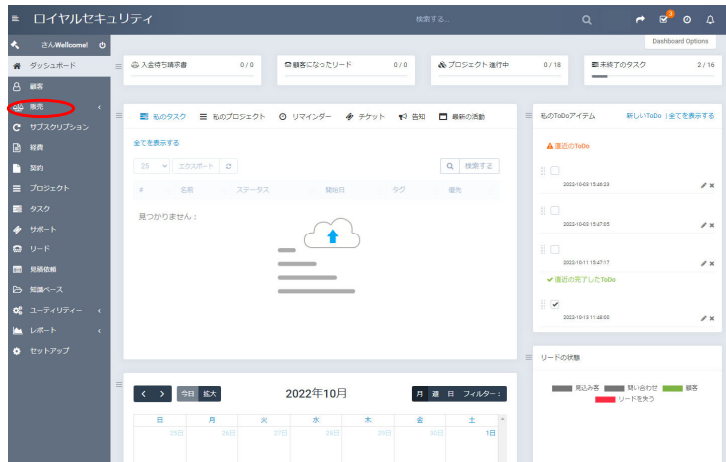 ロイヤルセキュリティ
検索する...
3
さんWellcome!
Dashboard Options
ダッシュボード
顧客
販売
サブスクリプション
経費
契約
プロジェクト
タスク
サポート
リード
見積依頼
知識ベース
ユーティリティー
レポート
セットアップ
入金待ち請求書 0 / 0
顧客になったリード 0 / 0
プロジェクト 進行中 0 / 18
未終了のタスク 2 / 16
私のタスク 私のプロジェクト リマインダー チケット 告知 最新の活動
全てを表示する
25 エクスポート 検索する
# 名前 ステータス 開始日 タグ 優先
見つかりません：
私のToDoアイテム 新しいToDo | 全てを表示する
直近のToDo
2022-10-03 15:46:23
2022-10-03 15:47:05
2022-10-11 15:47:17
直近の完了したToDo
2022-10-13 11:48:00
リードの状態
見込み客 問い合わせ 顧客
リードを失う
今日 拡大 2022年10月 月 週 日 フィルター：
日 月 火 水 木 金 土
25日 26日 27日 28日 29日 30日 1日